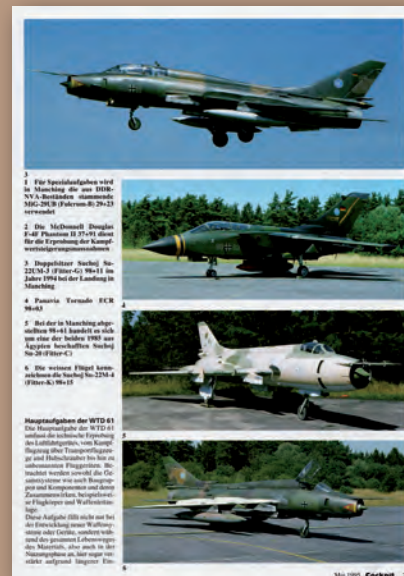 3
1 Für Spezialaufgaben wird
in Manching die aus DDR-
NVA-Beständen stammende
MiG-29UB (Fulcrum-B) 29+23
verwendet
2 Die McDonnell Douglas
F-4F Phantom II 37+91 dient
für die Erprobung der Kampf-
wertsteigerungsmassnahmen
3 Doppelsitzer Suchoj Su-
22UM-3 (Fitter-G) 98+11 im
Jahre 1994 bei der Landung in
Manching
4
4 Panavia Tornado ECR
98+03
5 Bei der in Manching abge-
stellten 98+61 handelt es sich
um eine der beiden 1985 aus
Ägypten beschafften Suchoj
Su-20 (Fitter-C)
6 Die weissen Flügel kenn-
zeichnen die Suchoj Su-22M-4
(Fitter-K) 98+15
Hauptaufgaben der WTD 61
Die Hauptaufgabe der WTD 61
umfasst die technische Erprobung
des Luftfahrtgerätes, vom Kampf-
flugzeug über Transportflugzeu-
ge und Hubschrauber bis hin zu
unbemannten Fluggeräten. Be-
trachtet werden sowohl die Ge-
samtsysteme wie auch Baugrup-
pen und Komponenten und deren
Zusammenwirken, beispielswei-
se Flugkörper und Waffenanlage.
Diese Aufgabe fällt nicht nur bei
der Entwicklung neuer Waffensy-
steme oder Geräte, sondern wäh-
rend des gesamten Lebensweges
des Materials, also auch in der
Nutzungsphase an, hier sogar ver-
stärkt aufgrund längerer Ein-
5
6
Mai 1995 Cockpit